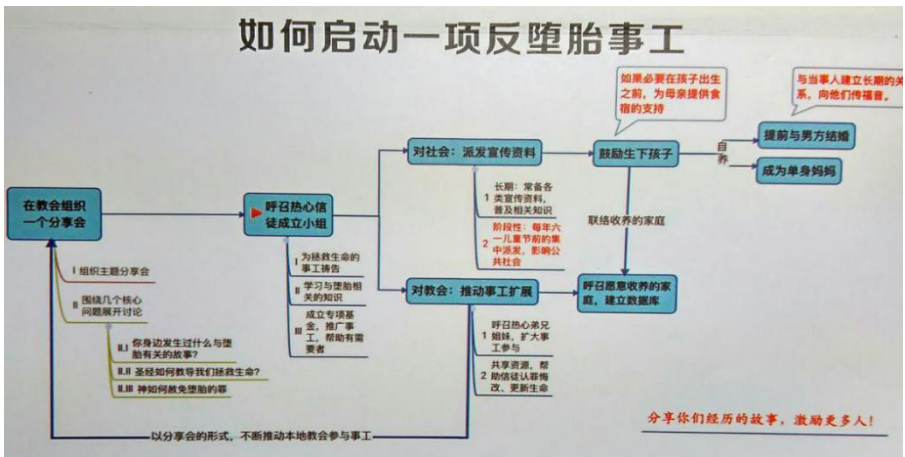 如何启动一项反堕胎事工
如果必要在孩子出生
之前，为母亲提供食
宿的支持
与当事人建立长期的关
系，向他们传福音。
对社会：派发宣传资料
鼓励生下孩子
自养
提前与男方结婚
成为单身妈妈
在教会组织
一个分享会
呼召热心信
徒成立小组
1
长期：常备各
类宣传资料，
普及相关知识
2
阶段性：每年六
一儿童节前的集
中派发，影响公
共社会
联络收养的家庭
I 组织主题分享会
II
围绕几个核心
问题展开讨论
II.I
你身边发生过什么与堕
胎有关的故事？
II.II 圣经如何教导我们拯救生命？
II.III 神如何赦免堕胎的罪
I
为拯救生命的
事工祷告
II
学习与堕胎相
关的知识
III
成立专项基
金，推广事
工，帮助有需
要者
对教会：推动事工扩展
呼召愿意收养的家
庭，建立数据库
1
呼召热心弟兄
姐妹，扩大事
工参与
2
共享资源，帮
助信徒认罪悔
改、更新生命
分享你们经历的故事，激励更多人！
以分享会的形式，不断推动本地教会参与事工